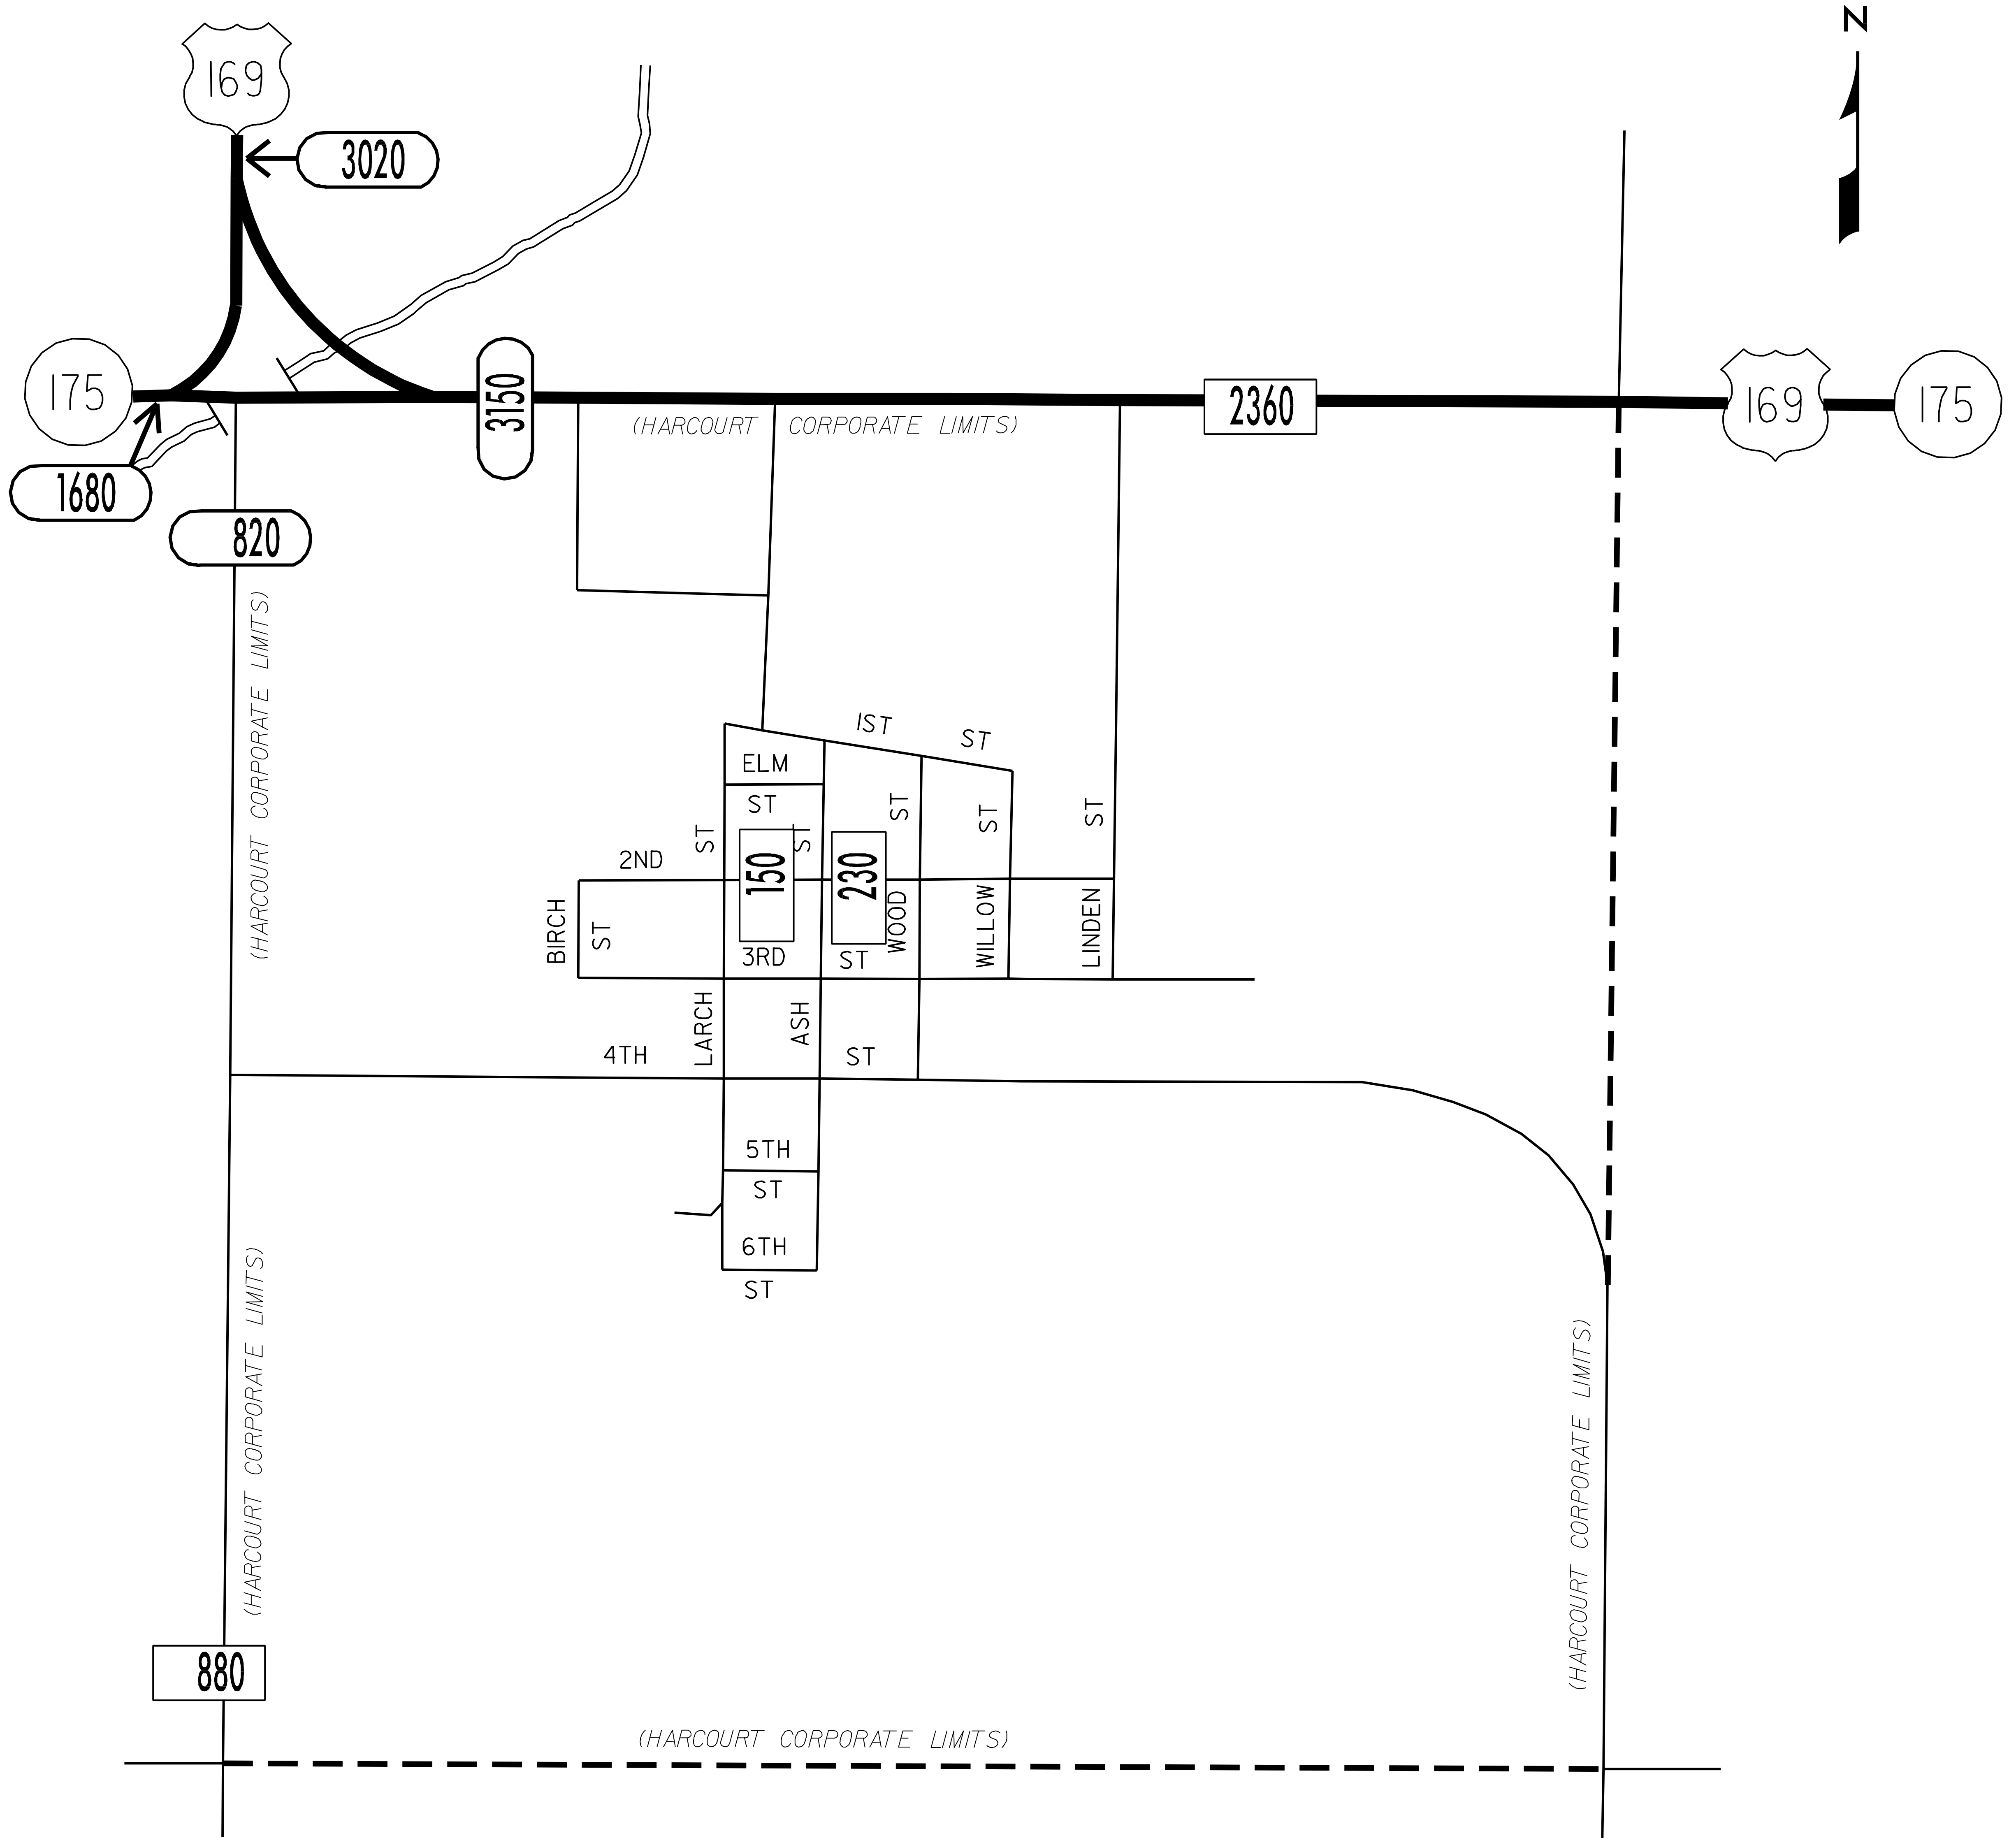 N
169
3020
175
3150
(HARCOURT CORPORATE LIMITS)
2360
169
175
1680
820
(HARCOURT CORPORATE LIMITS)
1ST ST
ELM
ST
ST
ST
ST
ST
ST
2ND
150
230
BIRCH
ST
WOOD
WILLOW
LINDEN
3RD
ST
LARCH
ASH
4TH
ST
5TH
ST
6TH
ST
(HARCOURT CORPORATE LIMITS)
(HARCOURT CORPORATE LIMITS)
880
(HARCOURT CORPORATE LIMITS)